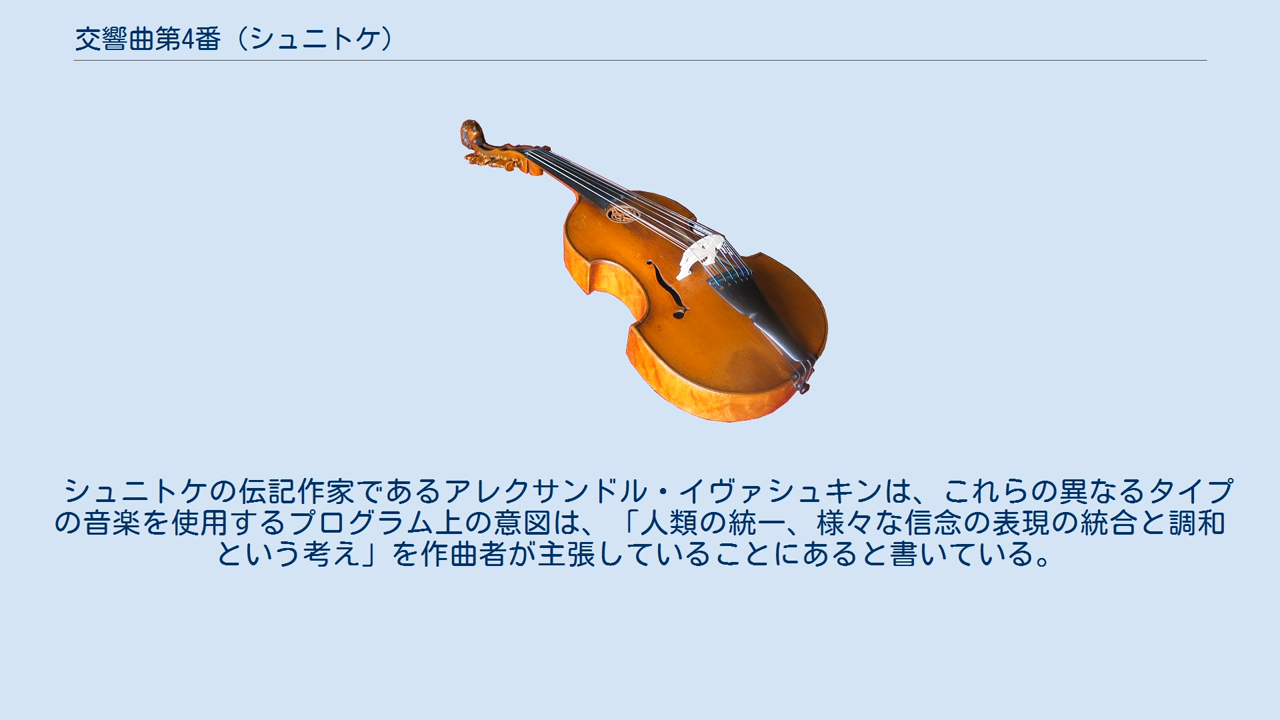 交響曲第4番（シュニトケ）
シュニトケの伝記作家であるアレクサンドル・イヴァシュキンは、これらの異なるタイプ
の音楽を使用するプログラム上の意図は、「人類の統一、様々な信念の表現の統合と調和
という考え」を作曲者が主張していることにあると書いている。